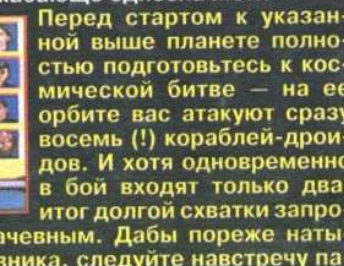 Перед стартом к указан-
ной выше планете полно-
стью подготовьтесь к кос-
мической битве — на ее
орбите вас атакуют сразу
восемь (!) кораблей-дрои-
дов. И хотя одновременно
в бой входят только два
итог долгой схватки запро-
ачевным. Дабы пореже наты-
вника, следуйте навстречу па-